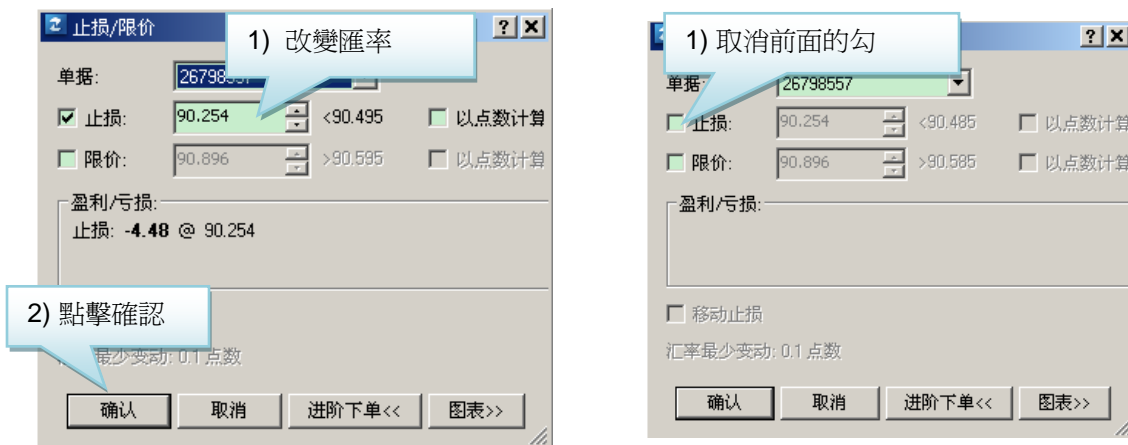 止损/限价
1) 改變匯率
单据:
止损: 90.254 <90.495 以点数计算
限价: 90.896 >90.595 以点数计算
盈利/亏损:
止损: -4.48 @ 90.254
2) 點擊確認
最少变动: 0.1 点数
确认 取消 进阶下单<< 图表>>
1) 取消前面的勾
单据: 26798557
止损: 90.254 <90.485 以点数计算
限价: 90.896 >90.585 以点数计算
盈利/亏损:
移动止损
汇率最少变动: 0.1 点数
确认 取消 进阶下单<< 图表>>